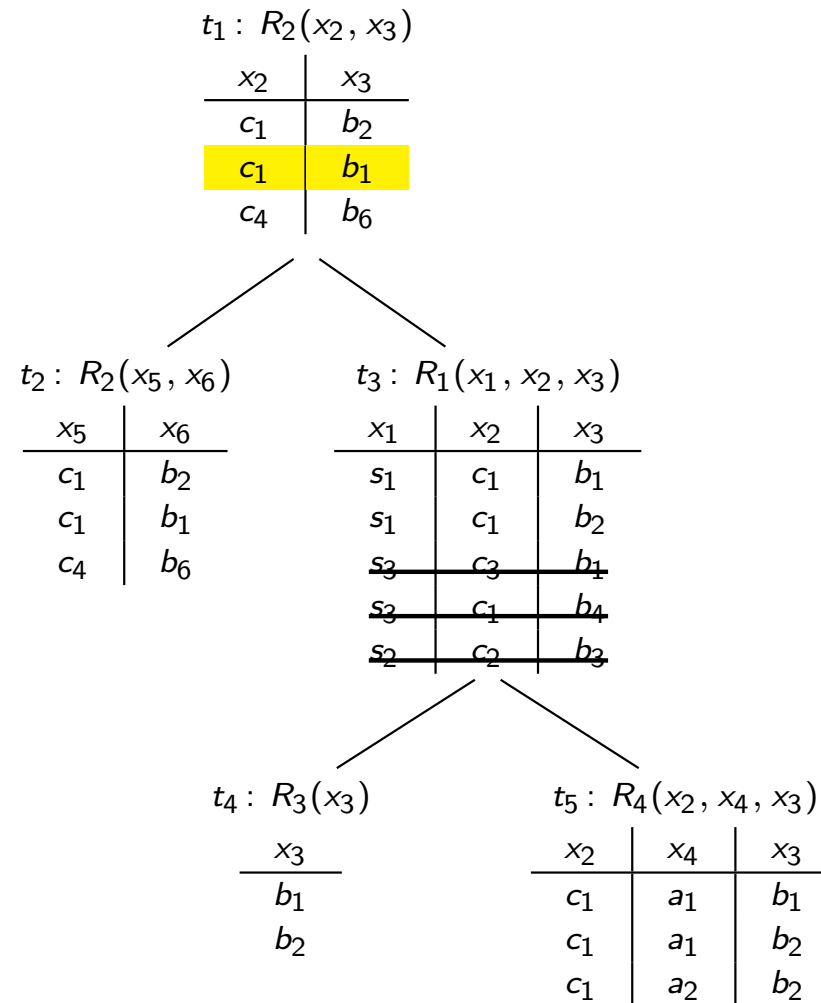 t₁ : R₂(x₂, x₃)
x₂ x₃
c₁ b₂
c₁ b₁
c₄ b₆
t₂ : R₂(x₅, x₆)
x₅ x₆
c₁ b₂
c₁ b₁
c₄ b₆
t₃ : R₁(x₁, x₂, x₃)
x₁ x₂ x₃
s₁ c₁ b₁
s₁ c₁ b₂
s₃ c₃ b₁
s₃ c₁ b₄
s₂ c₂ b₃
t₄ : R₃(x₃)
x₃
b₁
b₂
t₅ : R₄(x₂, x₄, x₃)
x₂ x₄ x₃
c₁ a₁ b₁
c₁ a₁ b₂
c₁ a₂ b₂